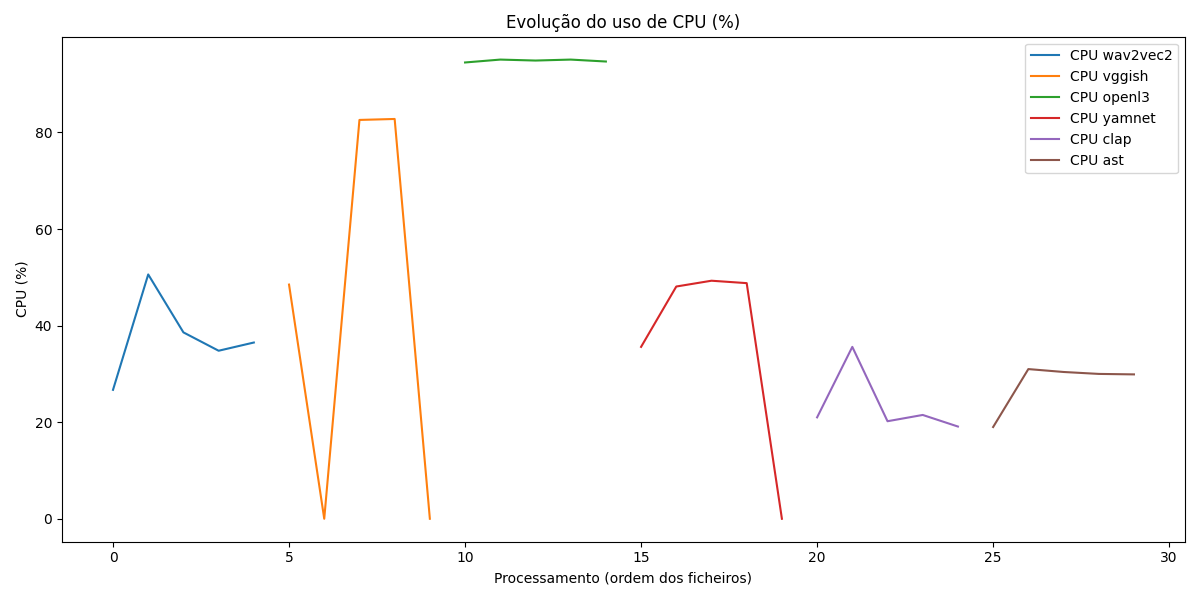 Evolução do uso de CPU (%)
CPU wav2vec2
CPU vggish
CPU openl3
CPU yamnet
CPU clap
CPU ast
CPU (%)
80
60
40
20
0
0 5 10 15 20 25 30
Processamento (ordem dos ficheiros)